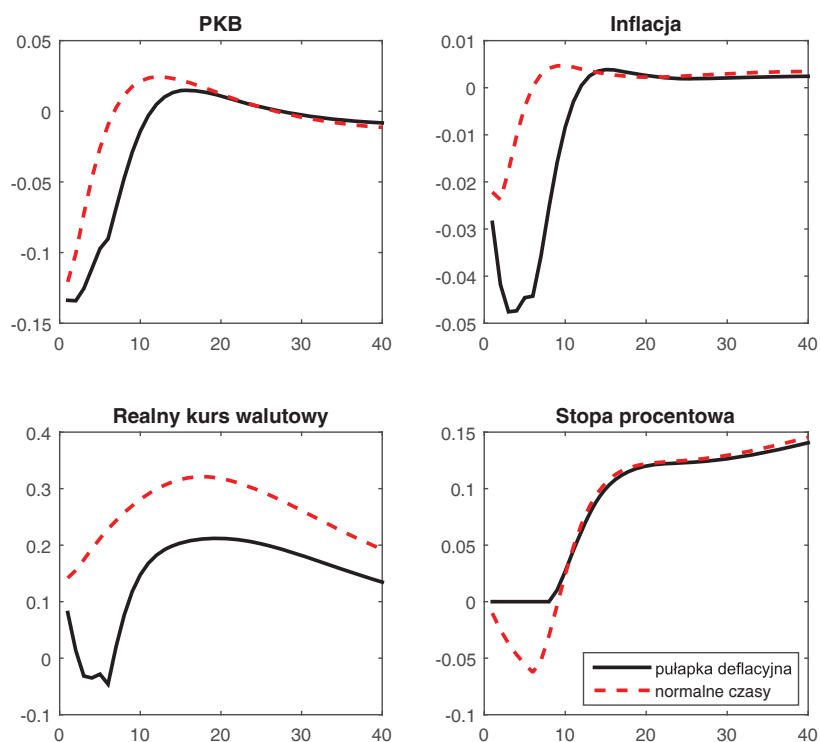 PKB
0.05
0
-0.05
-0.1
-0.15
0 10 20 30 40
Inflacja
0.01
0
-0.01
-0.02
-0.03
-0.04
-0.05
0 10 20 30 40
Realny kurs walutowy
0.4
0.3
0.2
0.1
0
-0.1
0 10 20 30 40
Stopa procentowa
0.15
0.1
0.05
0
-0.05
-0.1
0 10 20 30 40
pułapka deflacyjna
normalne czasy